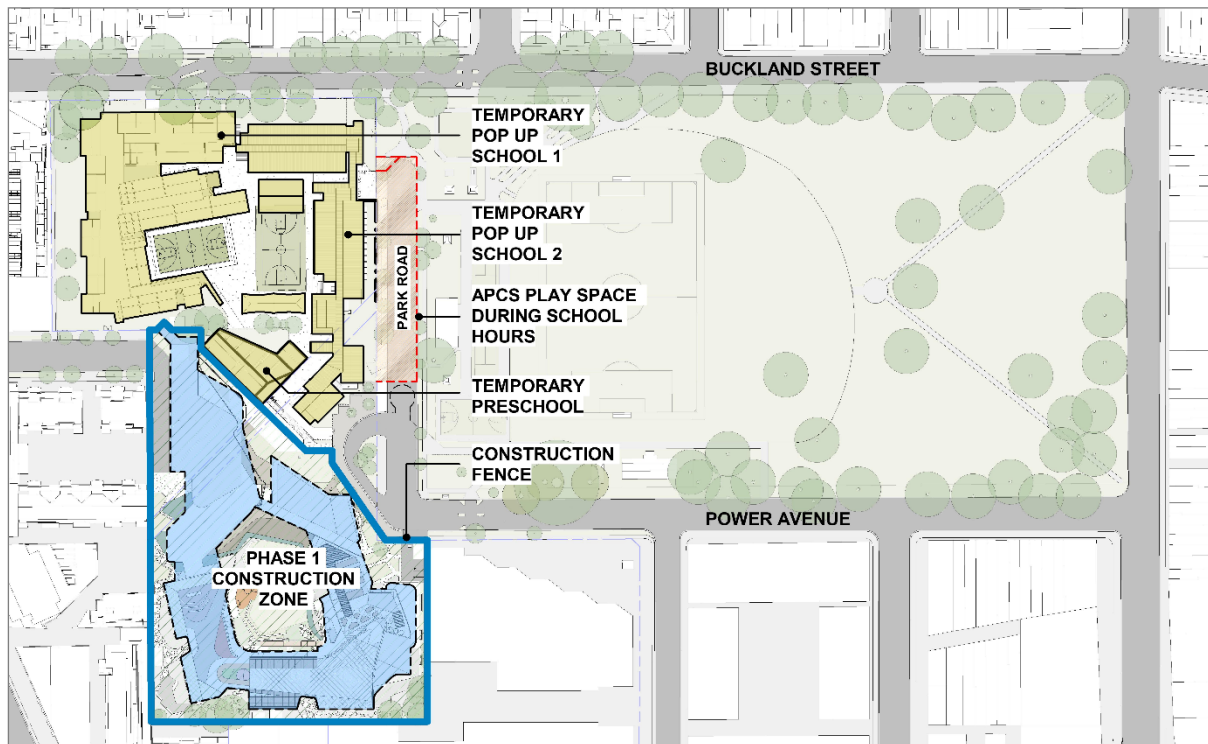 BUCKLAND STREET
TEMPORARY
POP UP
SCHOOL 1
TEMPORARY
POP UP
SCHOOL 2
PARK ROAD
APCS PLAY SPACE
DURING SCHOOL
HOURS
TEMPORARY
PRESCHOOL
CONSTRUCTION
FENCE
POWER AVENUE
PHASE 1
CONSTRUCTION
ZONE